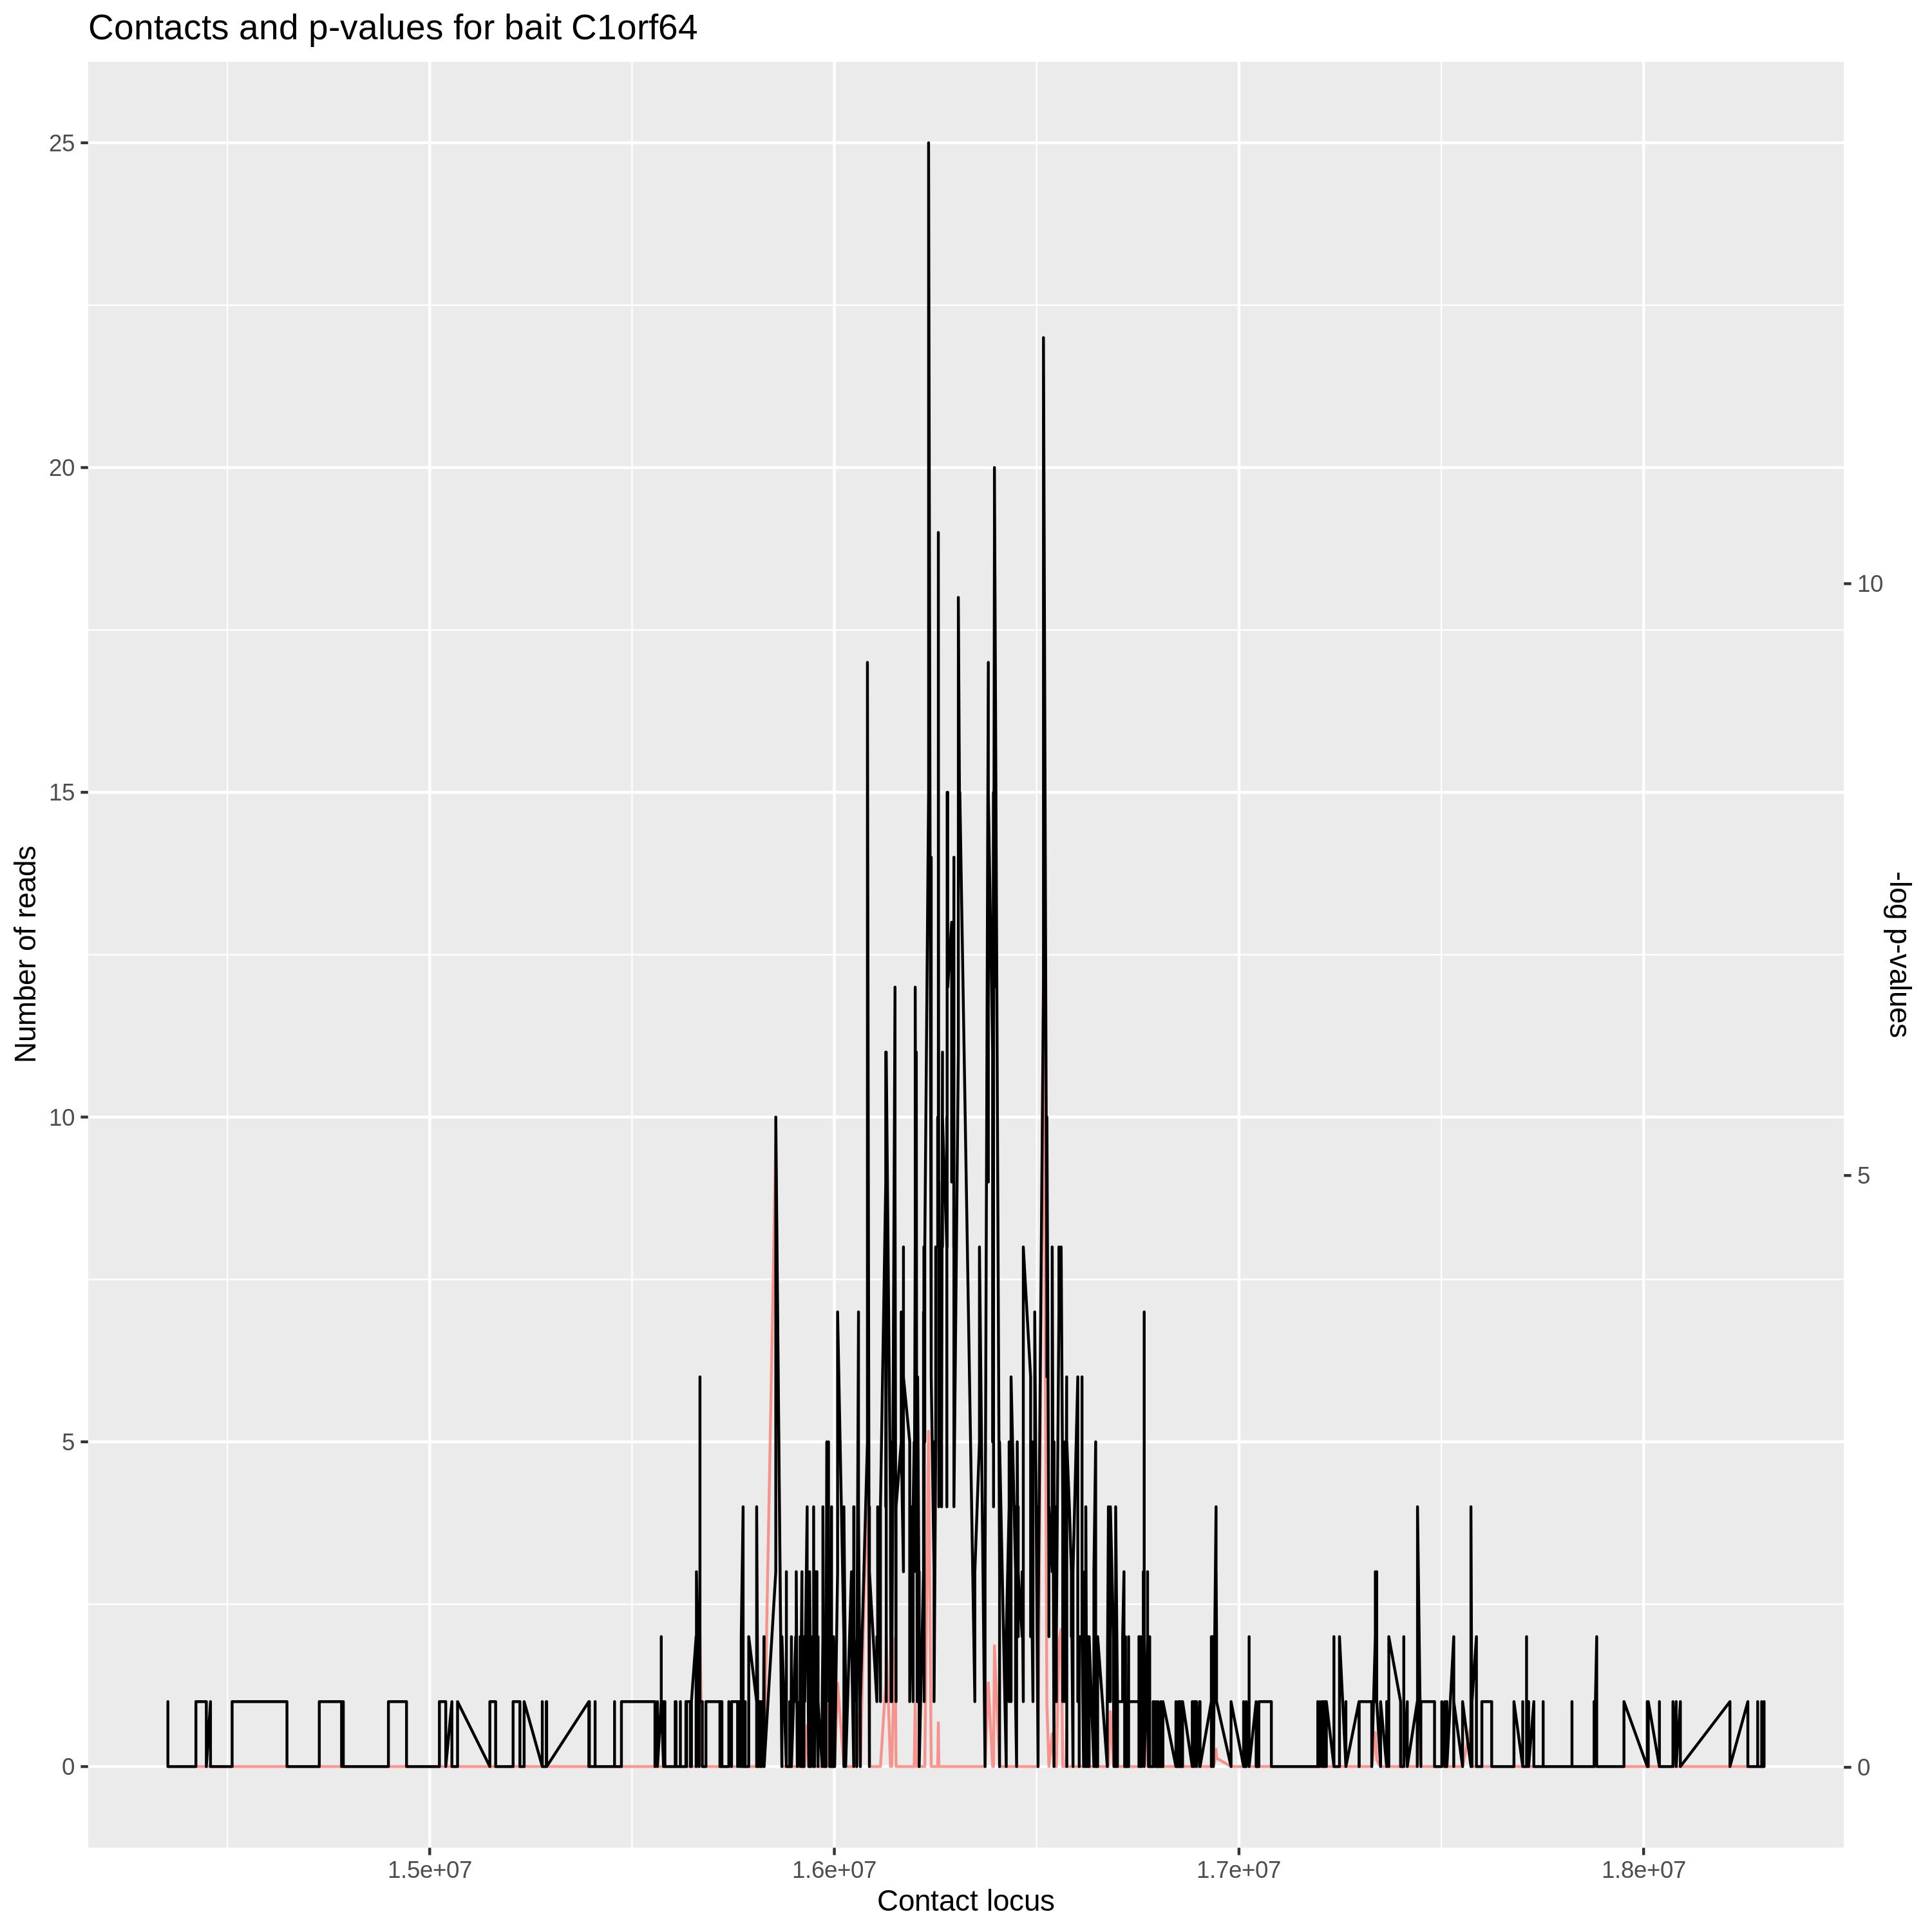 Contacts and p-values for bait C1orf64
25
20
15
10
5
0
Number of reads
10
5
0
-log p-values
1.5e+07
1.6e+07
1.7e+07
1.8e+07
Contact locus